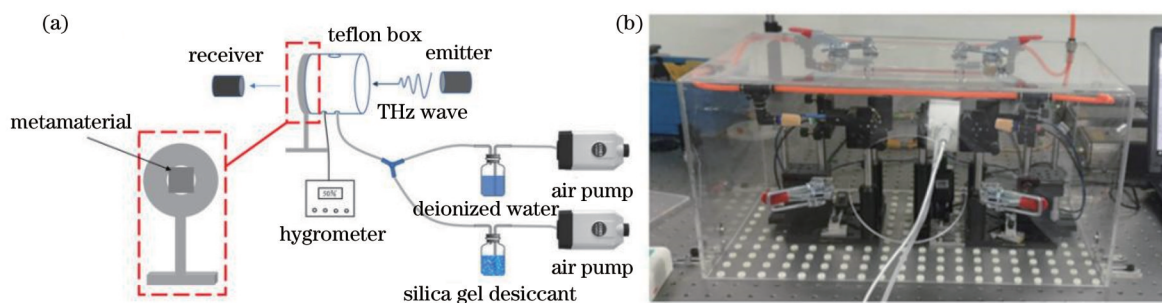 (a)
teflon box
emitter
(b)
receiver
THz wave
metamaterial
90%
air pump
deionized water
hygrometer
air pump
silica gel desiccant